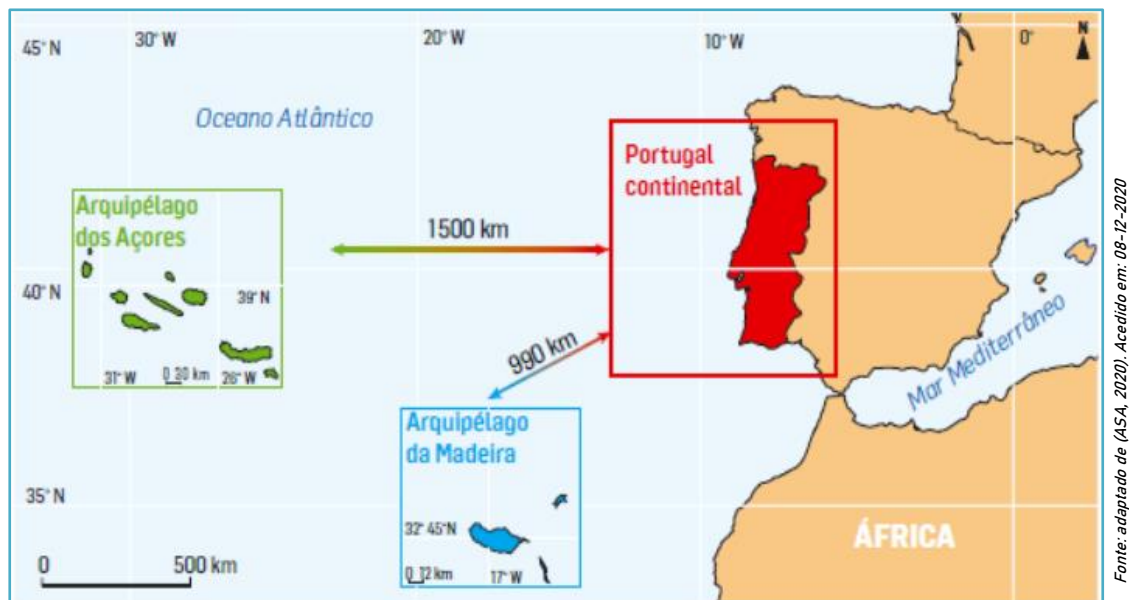 45° N
30° W
20° W
10° W
0°
N
Oceano Atlântico
Portugal
continental
Arquipélago
dos Açores
1500 km
39° N
40° N
31° W
0 30 km
26° W
990 km
Mar Mediterrâneo
Arquipélago
da Madeira
35° N
32° 45'N
0 12 km
17° W
ÁFRICA
0 500 km
Fonte: adaptado de (ASA, 2020). Acedido em: 08-12-2020